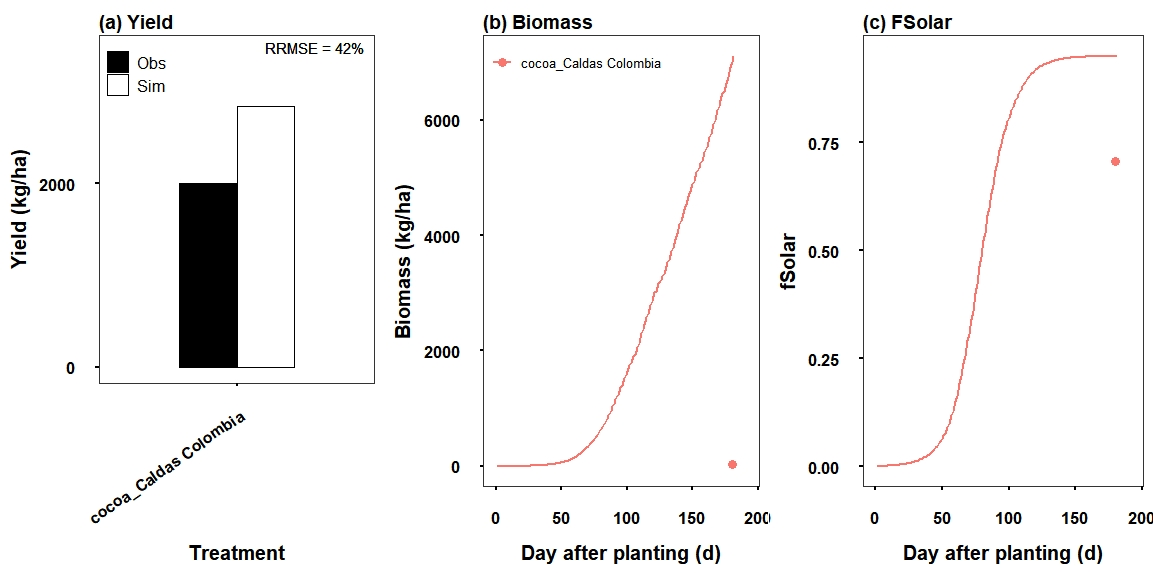 (a) Yield
RRMSE = 42%
Obs
Sim
Yield (kg/ha)
2000
0
cocoa_Caldas Colombia
Treatment
(b) Biomass
cocoa_Caldas Colombia
Biomass (kg/ha)
6000
4000
2000
0
0 50 100 150 200
Day after planting (d)
(c) FSolar
fSolar
0.75
0.50
0.25
0.00
0 50 100 150 200
Day after planting (d)